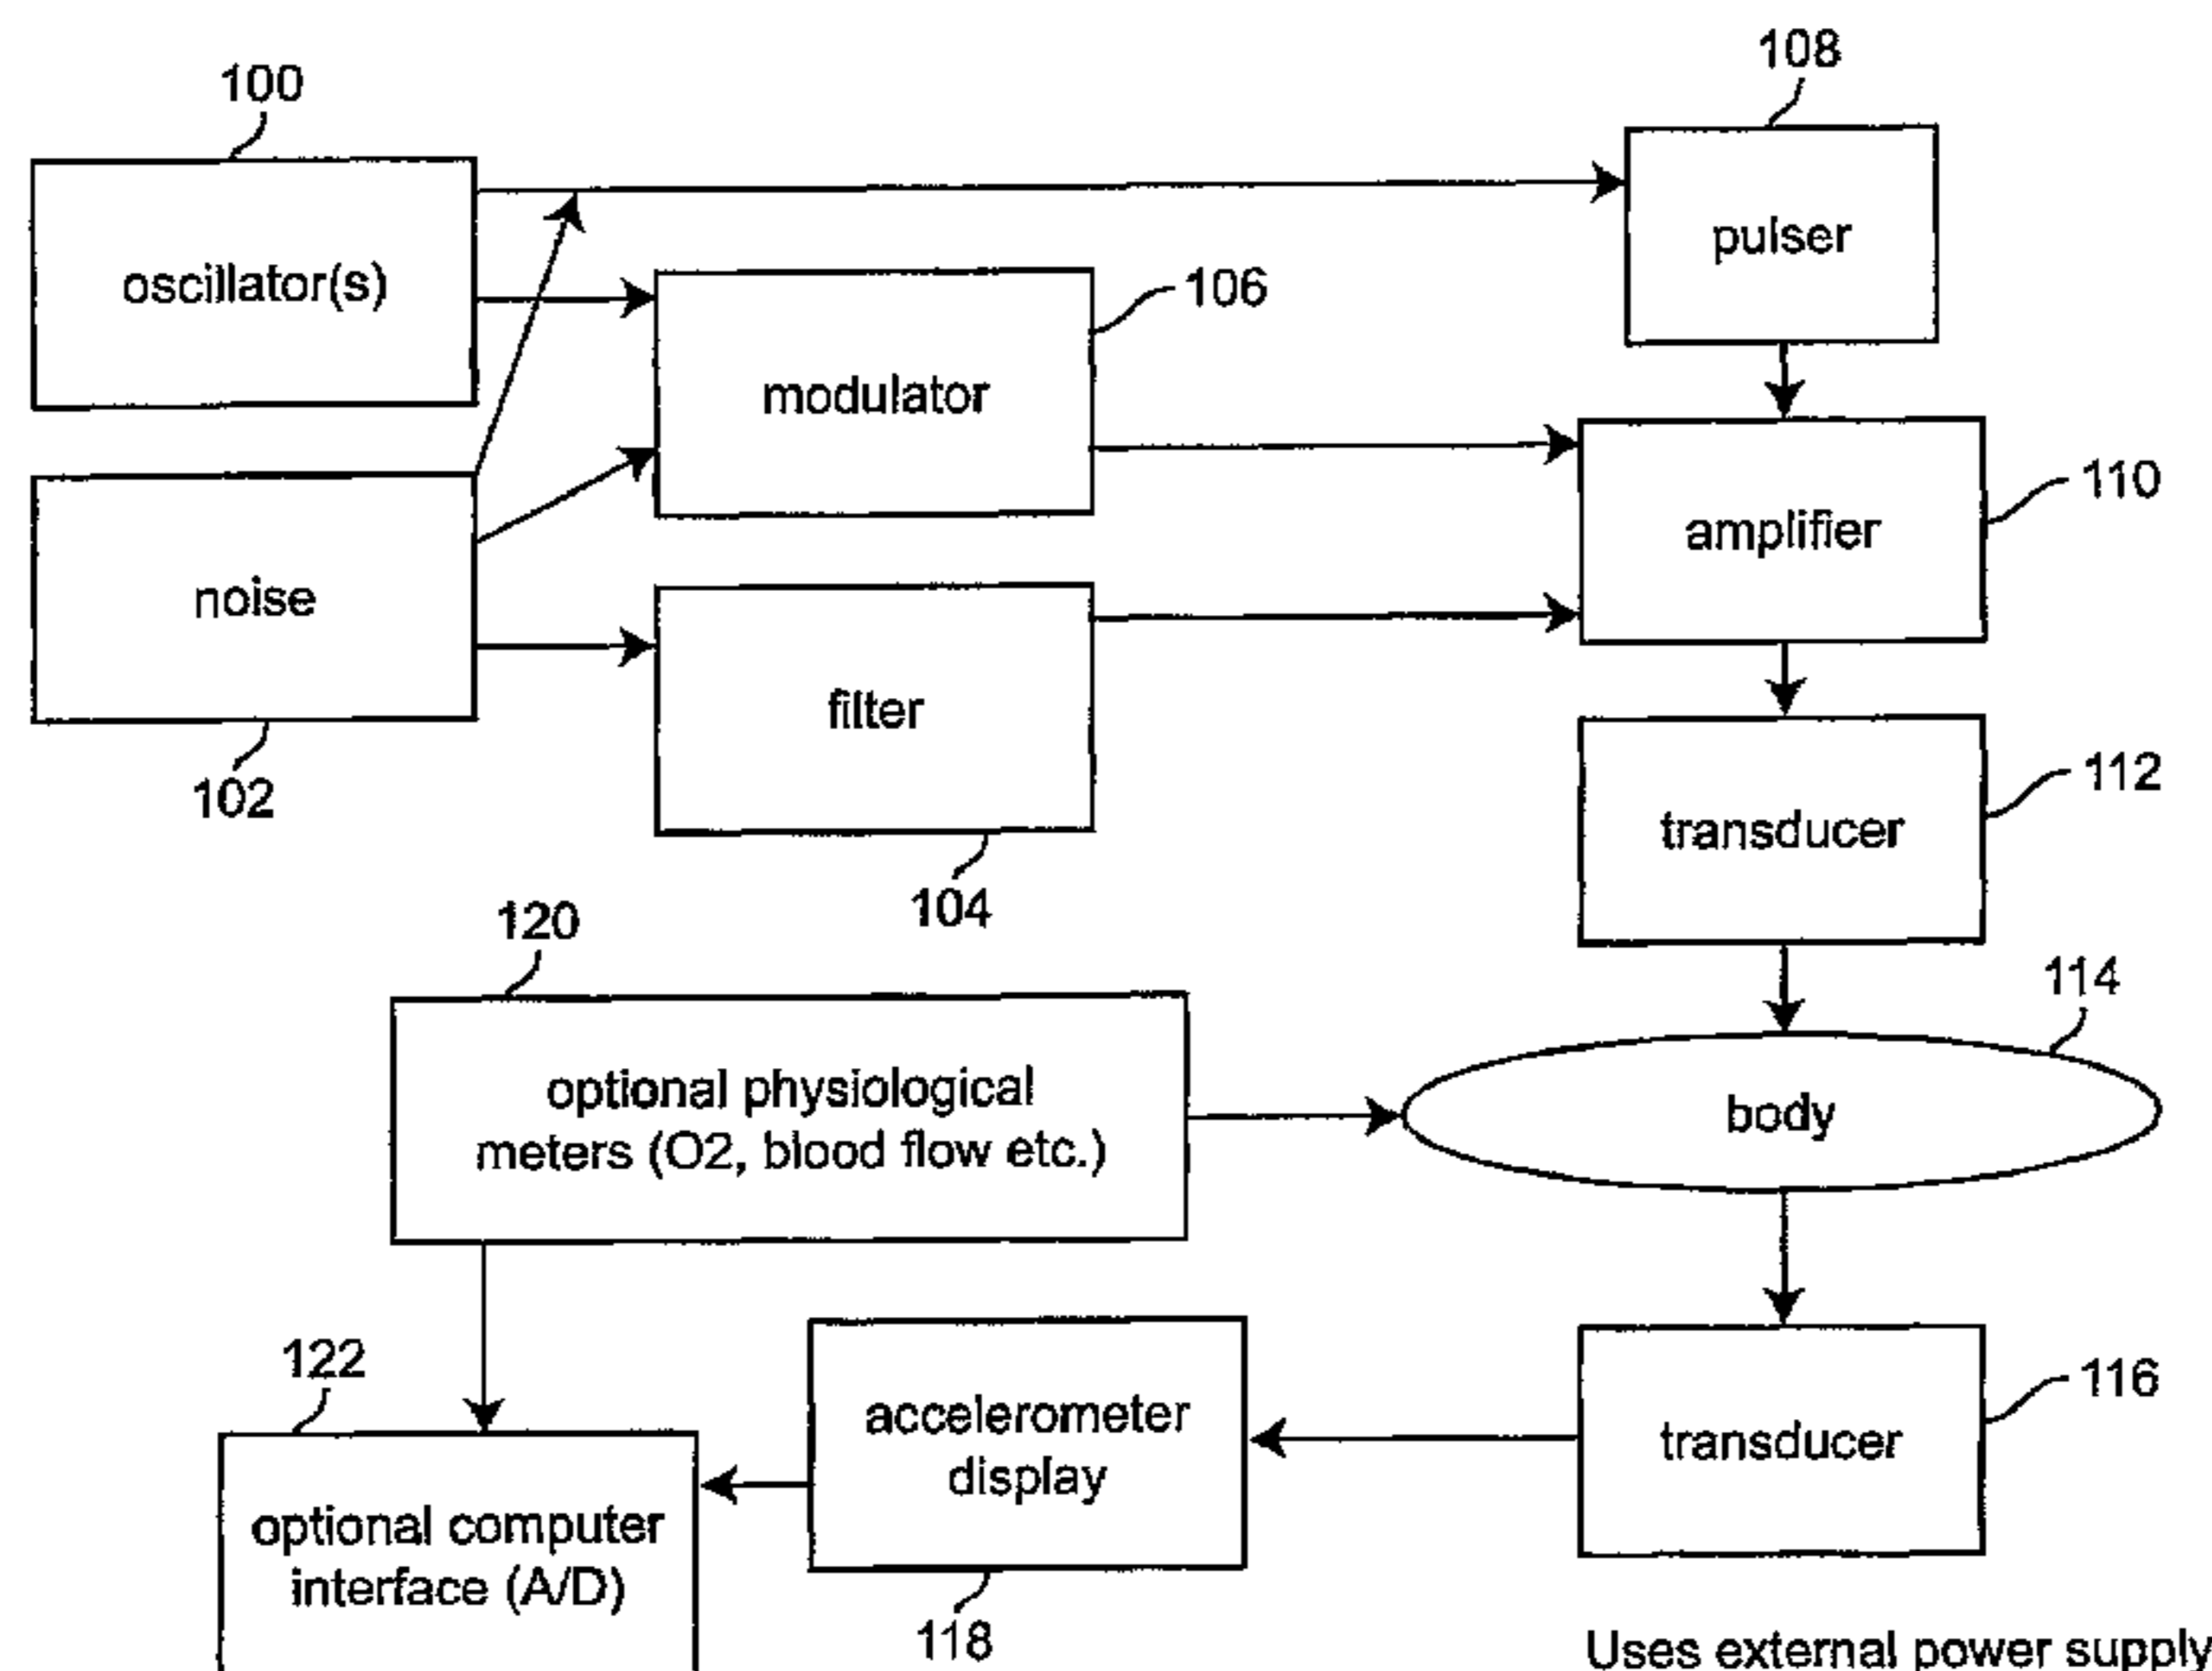 100
108
oscillator(s)
pulser
106
modulator
110
amplifier
noise
102
filter
104
112
transducer
120
114
optional physiological
meters (O2, blood flow etc.)
body
122
accelerometer
display
116
transducer
optional computer
interface (A/D)
118
Uses external power supply